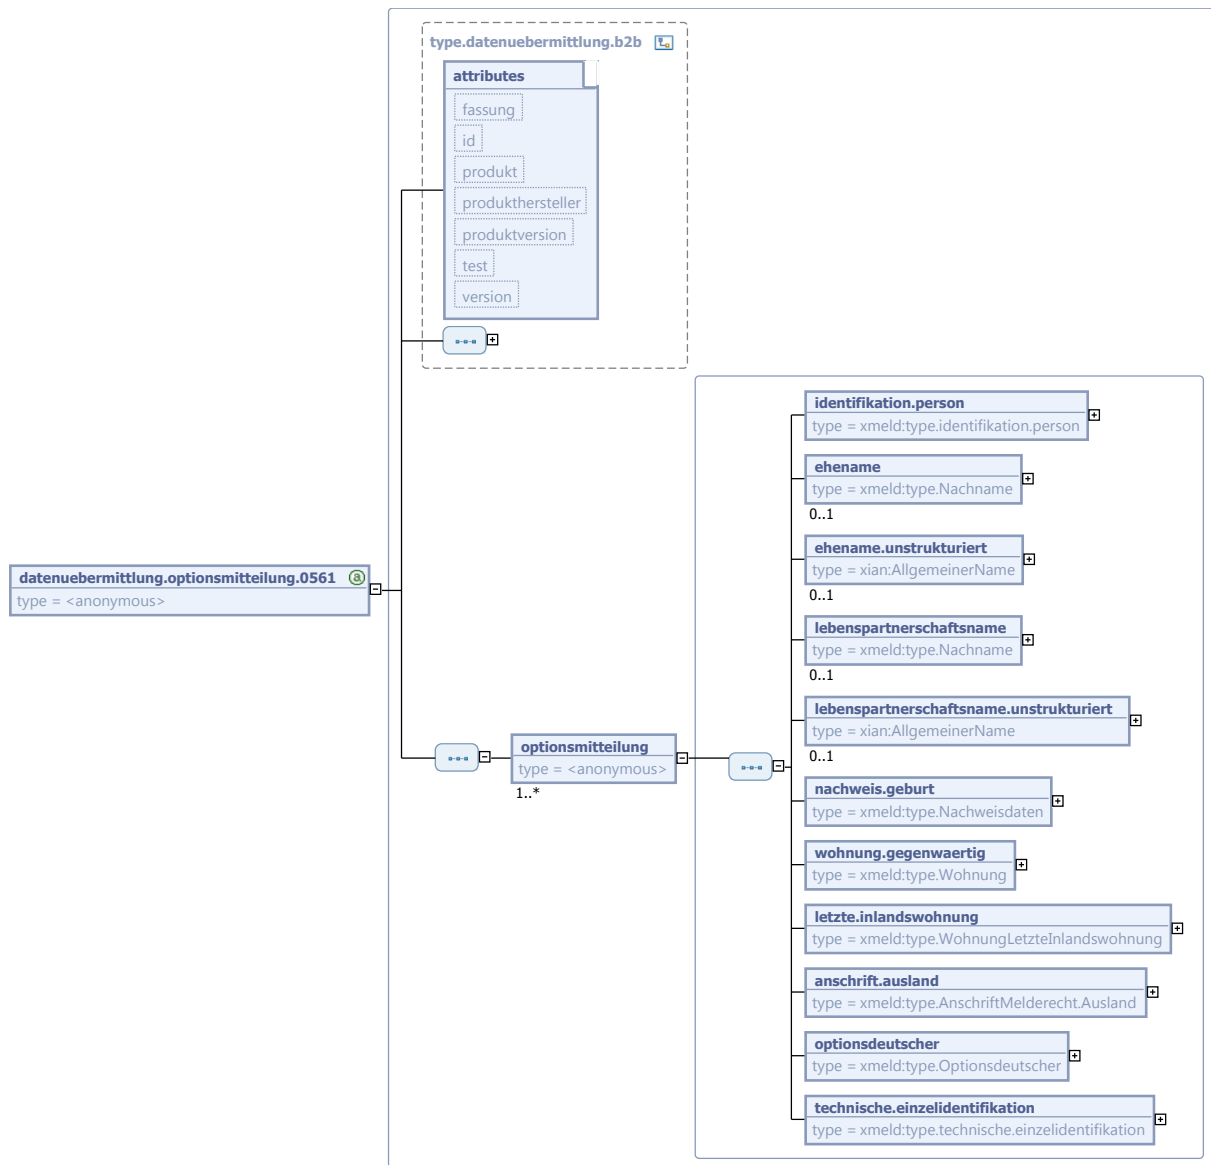 type.datenuebermittlung.b2b
attributes
fassung
id
produkt
produkthersteller
produktversion
test
version
identifikation.person
type = xmeld:type.identifikation.person
ehename
type = xmeld:type.Nachname
0..1
ehename.unstrukturiert
type = xian:AllgemeinerName
0..1
datenuebermittlung.optionsmitteilung.0561 a
type = <anonymous>
lebenspartnerschaftsname
type = xmeld:type.Nachname
0..1
lebenspartnerschaftsname.unstrukturiert
type = xian:AllgemeinerName
0..1
optionsmitteilung
type = <anonymous>
1..*
nachweis.geburt
type = xmeld:type.Nachweisdaten
wohnung.gegenwaertig
type = xmeld:type.Wohnung
letzte.inlandswohnung
type = xmeld:type.WohnungLetzteInlandswohnung
anschrift.ausland
type = xmeld:type.AnschriftMelderecht.Ausland
optionsdeutscher
type = xmeld:type.Optionsdeutscher
technische.einzelidentifikation
type = xmeld:type.technische.einzelidentifikation